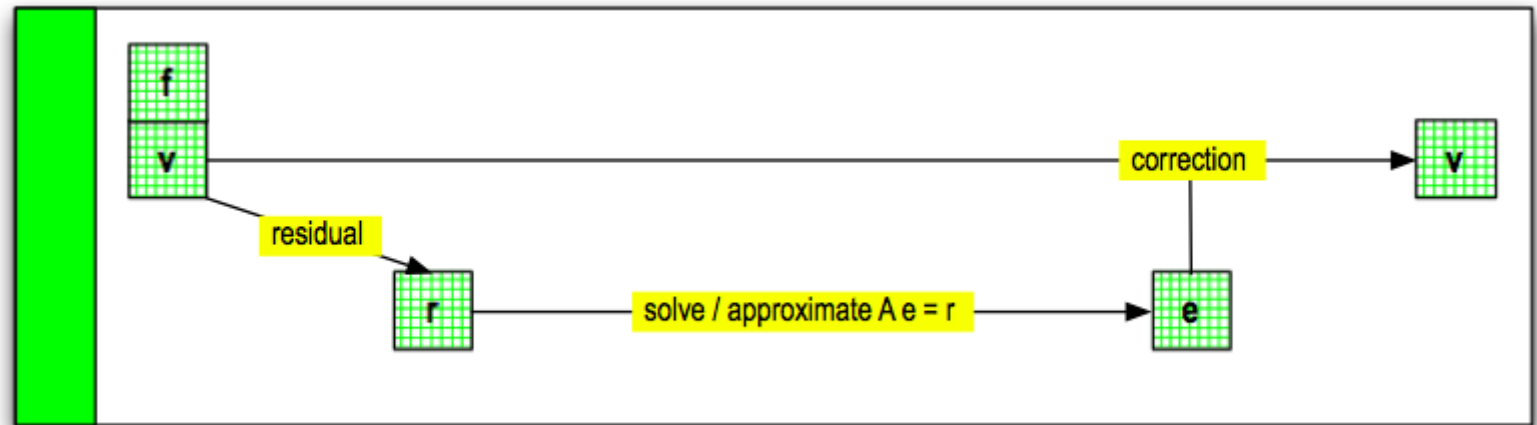 f
v
correction
v
residual
r
solve / approximate A e = r
e